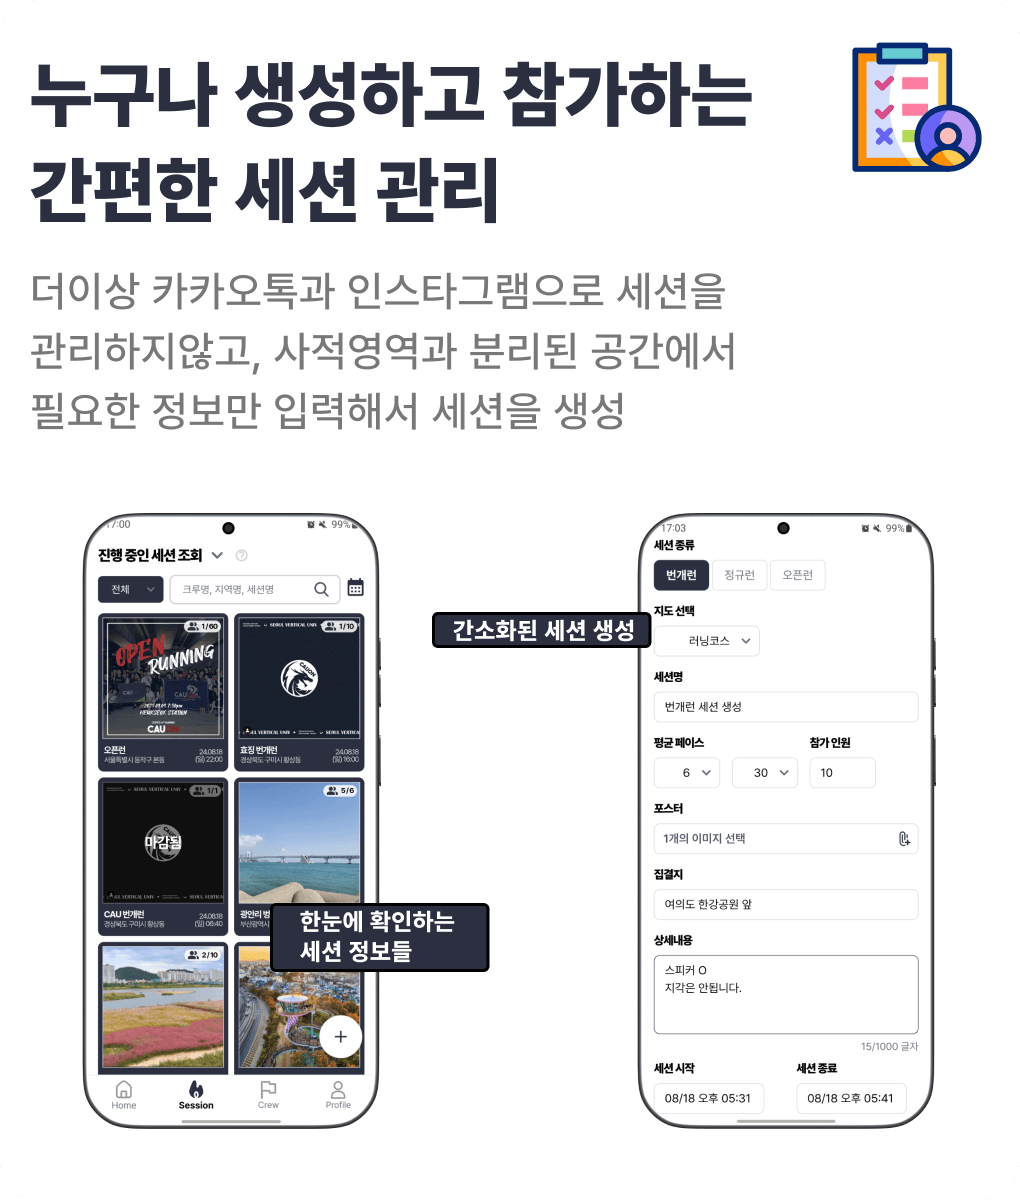 누구나 생성하고 참가하는
간편한 세션 관리
더이상 카카오톡과 인스타그램으로 세션을
관리하지않고, 사적영역과 분리된 공간에서
필요한 정보만 입력해서 세션을 생성
17:00
99%
진행 중인 세션 조회
전체
크루명, 지역명, 세션명
1/60
OPEN
RUNNING
CAU
오픈런
24.08.18
서울특별시 동작구 본동
(일) 22:00
SEOUL VERTICAL UNIV
1/10
CAUON
SEOUL VERTICAL UNIV
효징 번개런
24.08.18
경상북도 구미시 황상동
(일) 16:00
SEOUL VERTICAL UNIV
1/1
마감됨
VERTICAL UNIV
SEOUL VERTICAL
CAU 번개런
24.08.18
경상북도 구미시 황상동
(일) 06:40
5/6
광안리
부산광역시
한눈에 확인하는
세션 정보들
2/10
Home
Session
Crew
Profile
간소화된 세션 생성
17:03
99%
세션 종류
번개런
정규런
오픈런
지도 선택
러닝코스
세션명
번개런 세션 생성
평균 페이스
참가 인원
6
30
10
포스터
1개의 이미지 선택
집결지
여의도 한강공원 앞
상세내용
스피커 O
지각은 안됩니다.
15/1000 글자
세션 시작
세션 종료
08/18 오후 05:31
08/18 오후 05:41